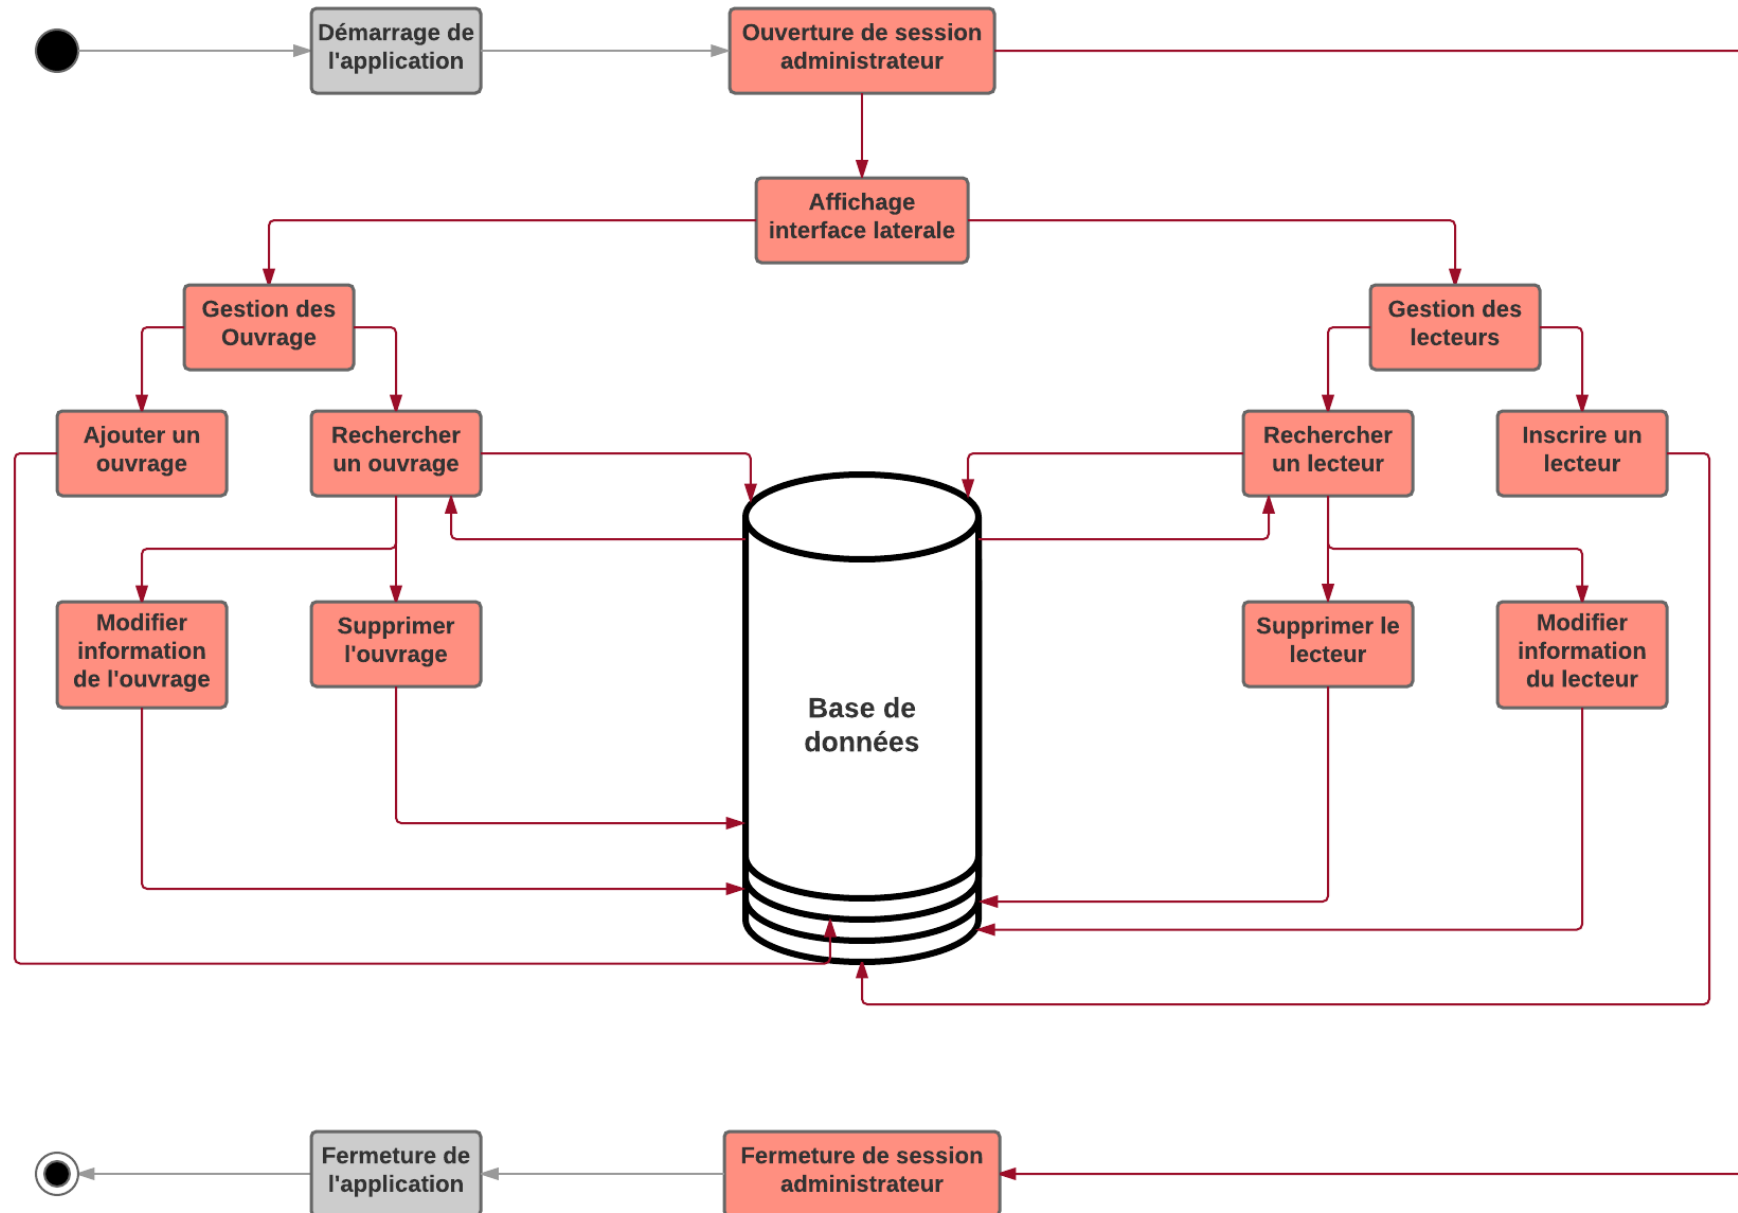 Démarrage de
l'application
Ouverture de session
administrateur
Affichage
interface laterale
Gestion des
Ouvrage
Gestion des
lecteurs
Ajouter un
ouvrage
Rechercher
un ouvrage
Rechercher
un lecteur
Inscrire un
lecteur
Modifier
information
de l'ouvrage
Supprimer
l'ouvrage
Supprimer le
lecteur
Modifier
information
du lecteur
Base de
données
Fermeture de
l'application
Fermeture de session
administrateur